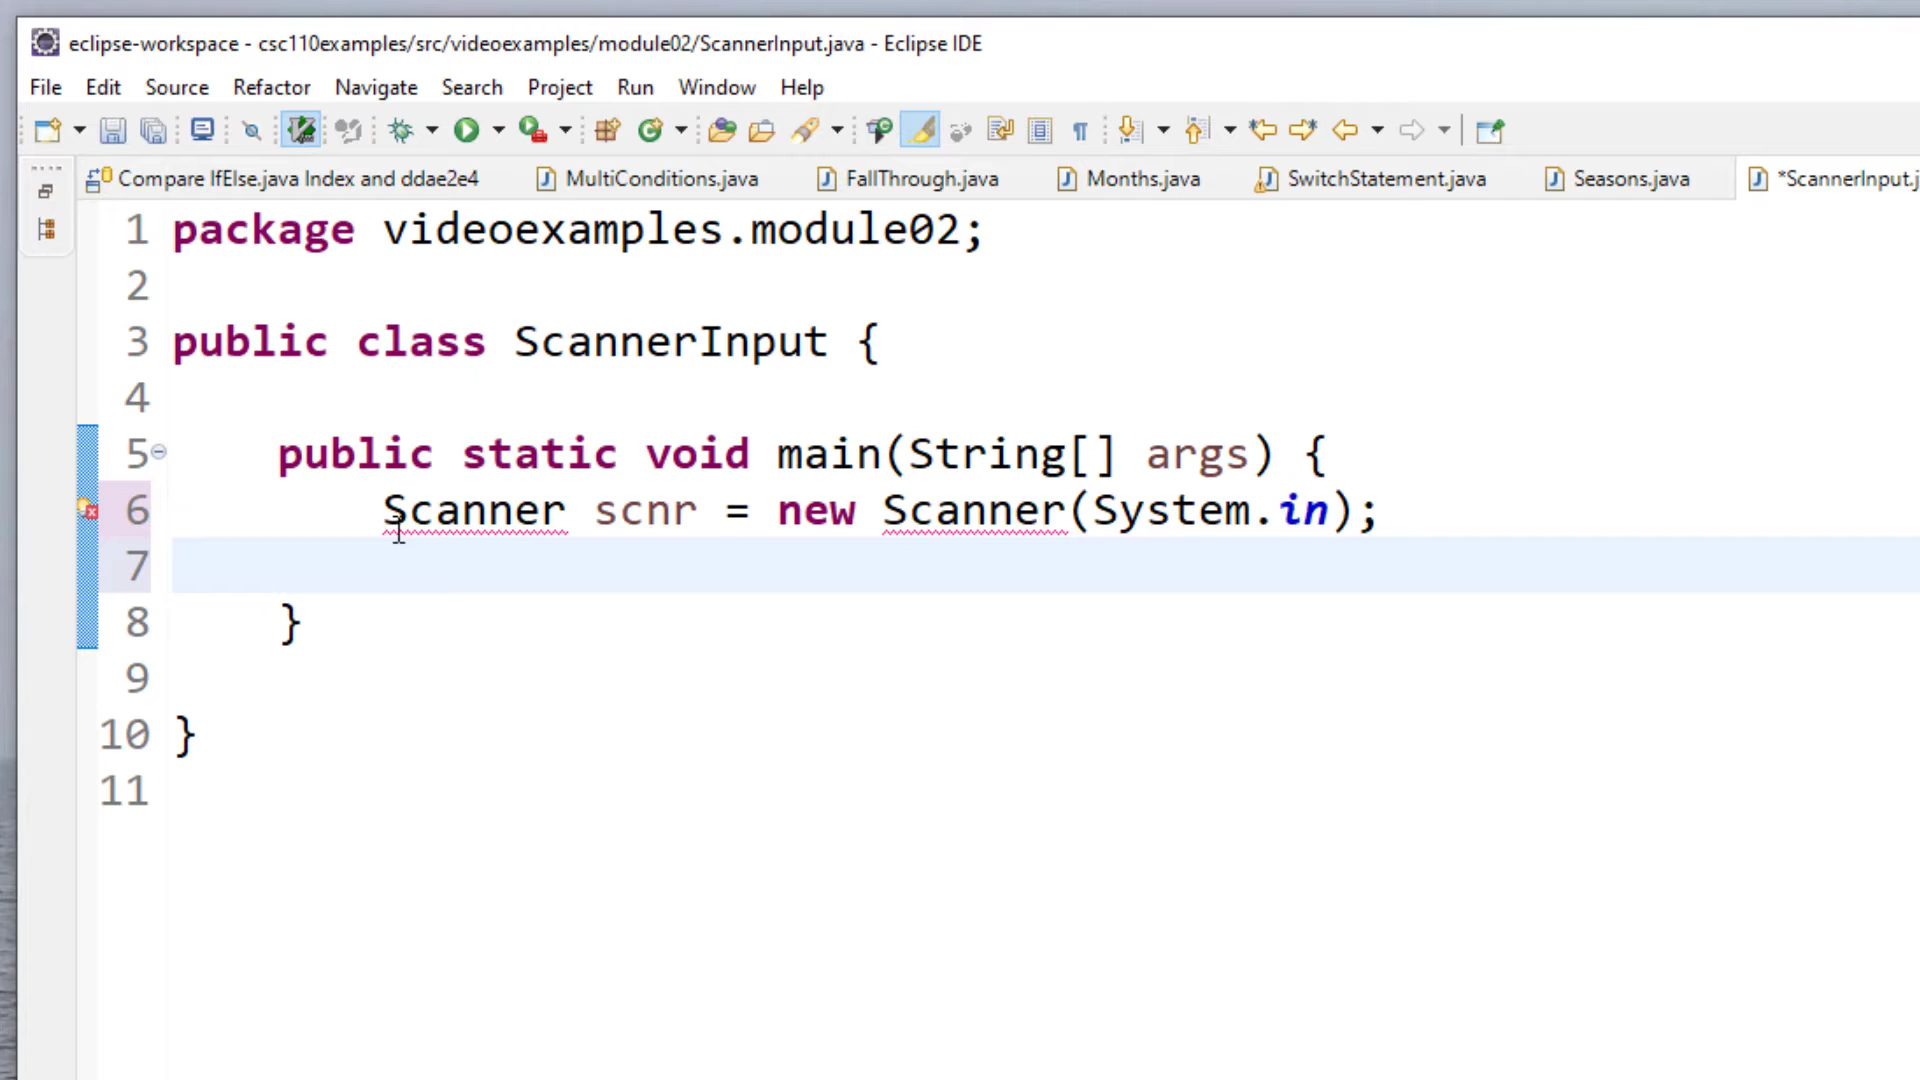 eclipse-workspace - csc110examples/src/videoexamples/module02/ScannerInput.java - Eclipse IDE
File Edit Source Refactor Navigate Search Project Run Window Help
Compare IfElse.java Index and ddae2e4 MultiConditions.java FallThrough.java Months.java SwitchStatement.java Seasons.java *ScannerInput.j
1 package videoexamples.module02;
2
3 public class ScannerInput {
4
5 public static void main(String[] args) {
6 Scanner scnr = new Scanner(System.in);
7
8 }
9
10 }
11